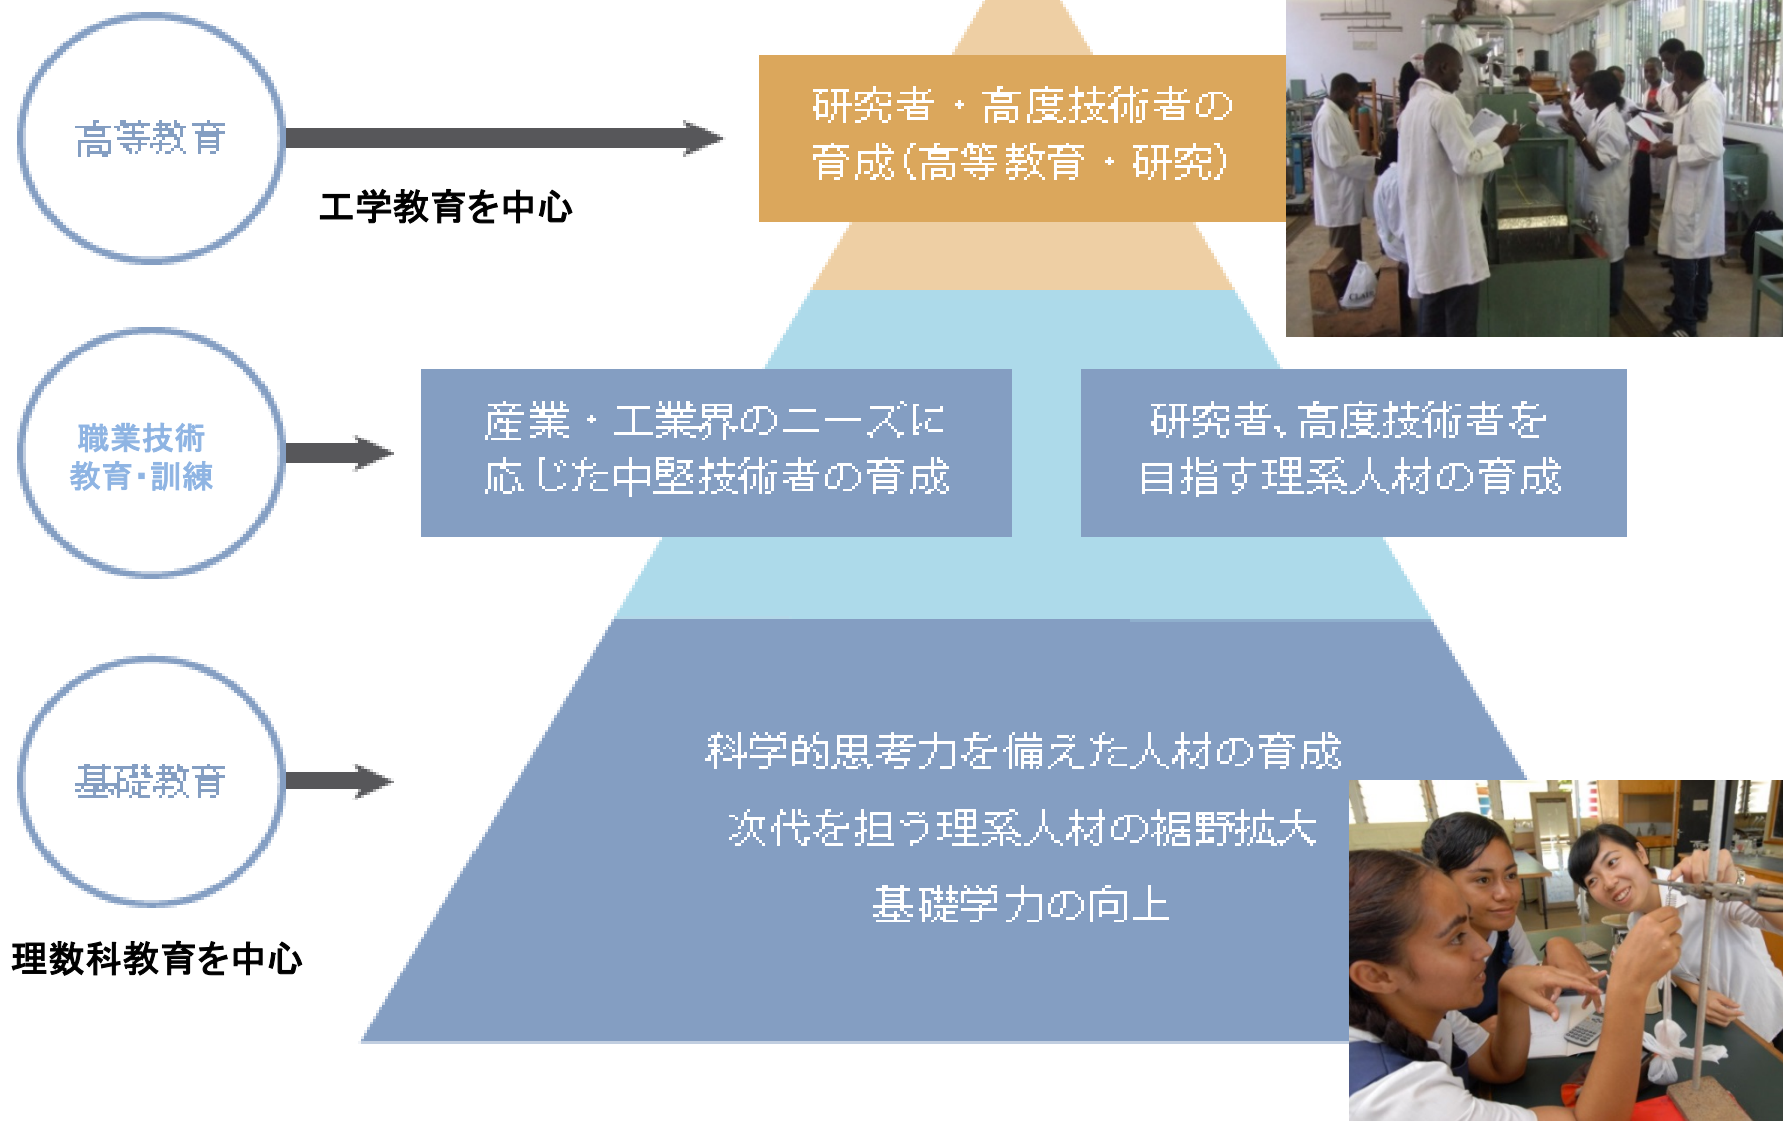 高等教育
工学教育を中心
研究者・高度技術者の
育成(高等教育・研究)
職業技術
教育・訓練
産業・工業界のニーズに
応じた中堅技術者の育成
研究者、高度技術者を
目指す理系人材の育成
基礎教育
理数科教育を中心
科学的思考力を備えた人材の育成
次代を担う理系人材の裾野拡大
基礎学力の向上